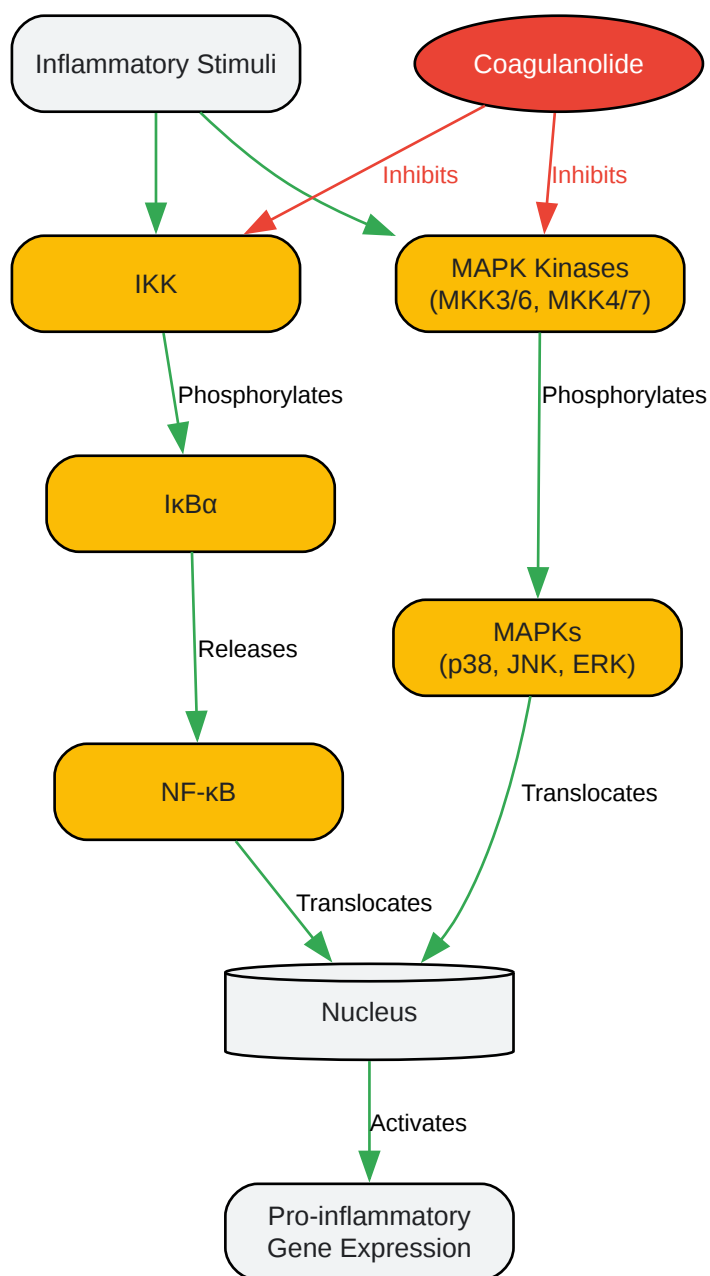 Inflammatory Stimuli
Coagulanolide
Inhibits
Inhibits
IKK
MAPK Kinases
(MKK3/6, MKK4/7)
Phosphorylates
Phosphorylates
IκBα
MAPKs
(p38, JNK, ERK)
Releases
NF-κB
Translocates
Translocates
Nucleus
Activates
Pro-inflammatory
Gene Expression